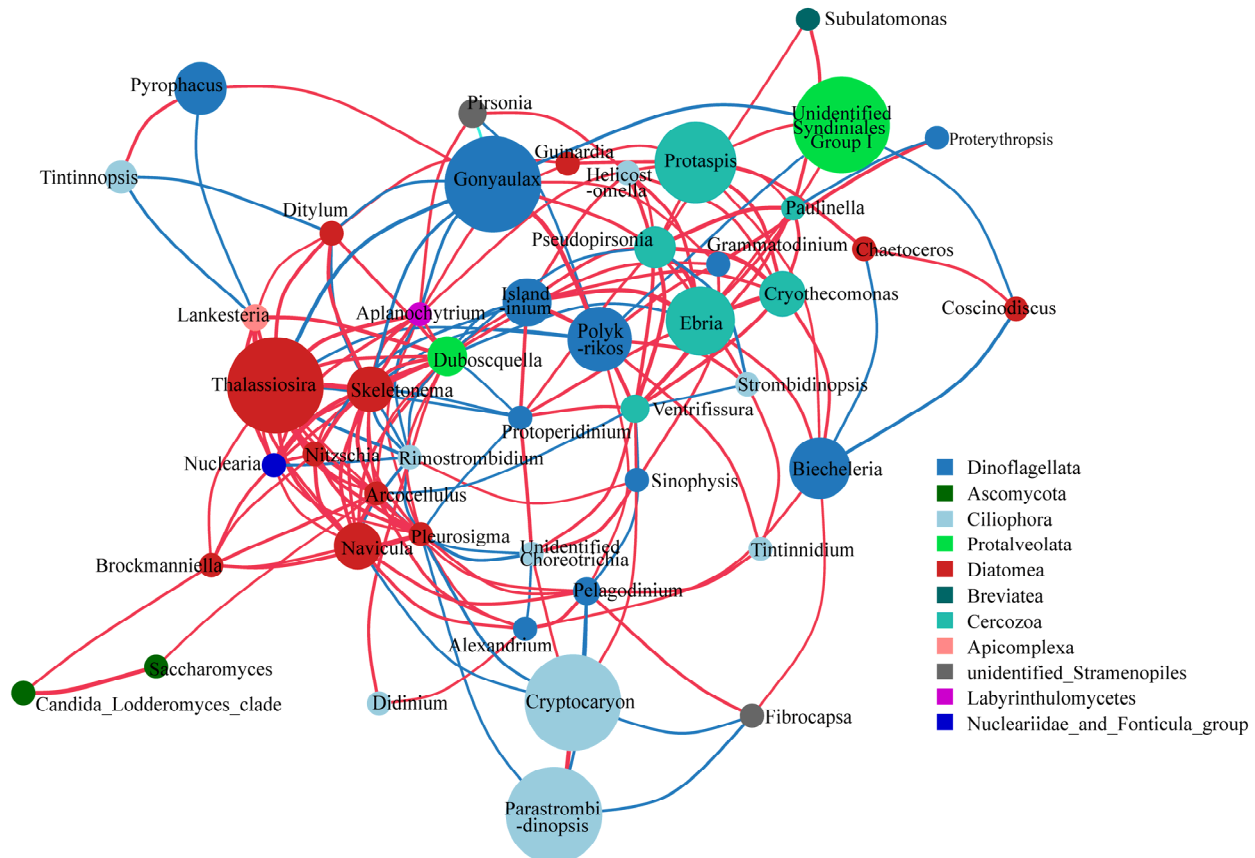 Subulatomonas
Pyrophacus
Pirsonia
Unidentified
Syndiniales
Group I
Proterythropsis
Guinardia
Protaspis
Tintinnopsis
Gonyaulax
Helicost
-omella
Ditylum
Paulinella
Pseudopirsonia
Grammatodinium
Chaetoceros
Island
-inium
Cryothecomonas
Lankesteria
Aplanochytrium
Coscinodiscus
Ebria
Polyk
-rikos
Duboscquella
Thalassiosira
Skeletonema
Strombidinopsis
Ventrifissura
Protoperidinium
Nuclearia
Nitzschia
Rimostrombidium
Biecheleria
Sinophysis
Arcocellulus
Pleurosigma
Navicula
Unidentified
Choreotrichia
Tintinnidium
Brockmanniella
Pelagodinium
Alexandrium
Saccharomyces
Candida_Lodderomyces_clade
Didinium
Cryptocaryon
Fibrocapsa
Parastrombi
-dinopsis
Dinoflagellata
Ascomycota
Ciliophora
Protalveolata
Diatomea
Breviatea
Cercozoa
Apicomplexa
unidentified_Stramenopiles
Labyrinthulomycetes
Nucleariidae_and_Fonticula_group